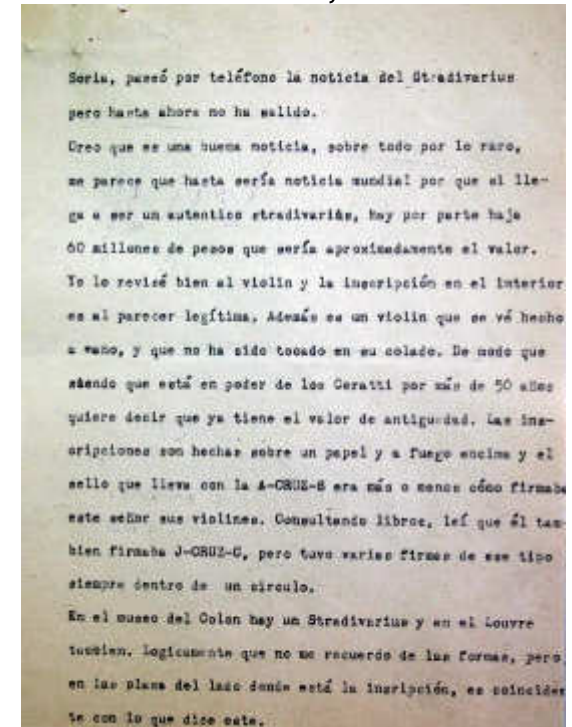 Soria, passó por teléfono la noticia del Stradivarius
pero hasta ahora no ha salido.
Creo que es una buena noticia, sobre todo por lo raro,
me parece que hasta sería noticia mundial por que si lle-
ga a ser un autentico stradivariüs, hay por parte baja
60 millones de pesos que sería aproximadamente el valor.
Yo lo revisé bien al violin y la inscripción en el interior
es al parecer legítima. Además es un violin que se vé hecho
a mano, y que no ha sido tocado en su colado. De modo que
siendo que está en poder de los Ceratti por más de 50 años
quiere decir que ya tiene el valor de antiguedad. Las ins-
cripciones son hechas sobre un papel y a fuego encima y el
sello que lleva con la A-CRUZ-S era más o menos cómo firmaba
este señor sus violines. Consultando libros, leí que él tam-
bien firmaba J-CRUZ-C, pero tuvo varias firmas de ese tipo
siempre dentro de un circulo.
En el museo del Colon hay un Stradivarius y en el Louvre
tambien. Logicamente que no me recuerdo de las formas, pero
en las plana del lado donde está la inscripción, es coinciden
te con lo que dice este.